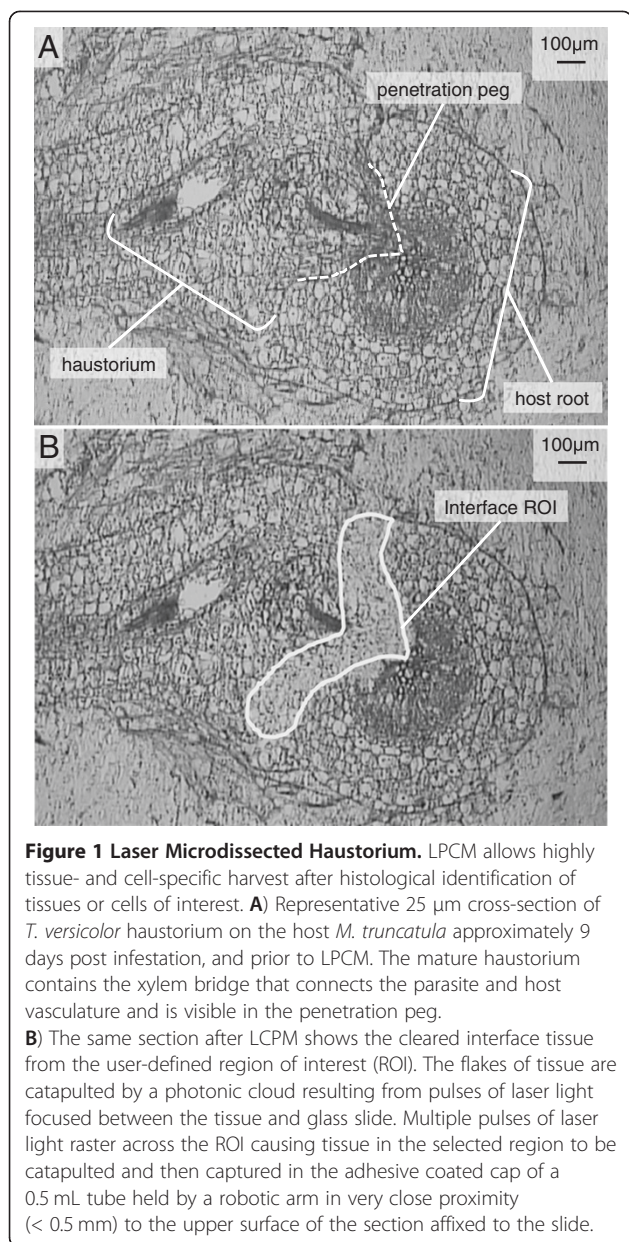 A
100µm
penetration peg
haustorium
host root
B
100µm
Interface ROI
Figure 1 Laser Microdissected Haustorium. LPCM allows highly
tissue- and cell-specific harvest after histological identification of
tissues or cells of interest. A) Representative 25 µm cross-section of
T. versicolor haustorium on the host M. truncatula approximately 9
days post infestation, and prior to LPCM. The mature haustorium
contains the xylem bridge that connects the parasite and host
vasculature and is visible in the penetration peg.
B) The same section after LCPM shows the cleared interface tissue
from the user-defined region of interest (ROI). The flakes of tissue are
catapulted by a photonic cloud resulting from pulses of laser light
focused between the tissue and glass slide. Multiple pulses of laser
light raster across the ROI causing tissue in the selected region to be
catapulted and then captured in the adhesive coated cap of a
0.5 mL tube held by a robotic arm in very close proximity
(< 0.5 mm) to the upper surface of the section affixed to the slide.